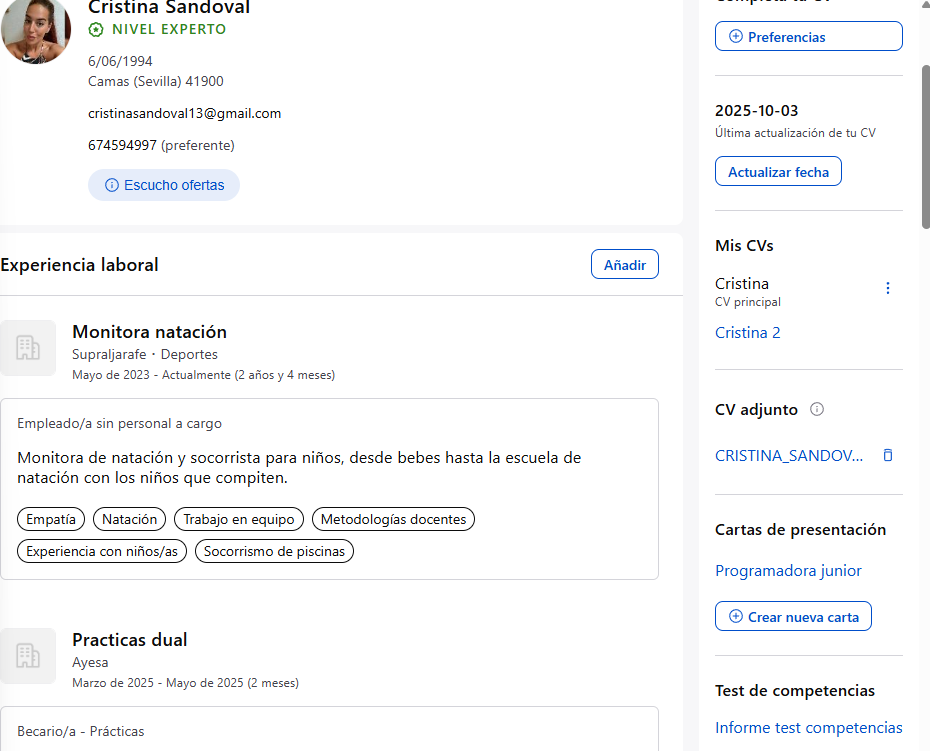 Cristina Sandoval
NIVEL EXPERTO
6/06/1994
Camas (Sevilla) 41900
cristinasandoval13@gmail.com
674594997 (preferente)
Escucho ofertas
Experiencia laboral
Añadir
Monitora natación
Supraljarafe · Deportes
Mayo de 2023 - Actualmente (2 años y 4 meses)
Empleado/a sin personal a cargo
Monitora de natación y socorrista para niños, desde bebes hasta la escuela de
natación con los niños que compiten.
Empatía
Natación
Trabajo en equipo
Metodologías docentes
Experiencia con niños/as
Socorrismo de piscinas
Practicas dual
Ayesa
Marzo de 2025 - Mayo de 2025 (2 meses)
Becario/a - Prácticas
Completa tu CV
Preferencias
2025-10-03
Última actualización de tu CV
Actualizar fecha
Mis CVs
Cristina
CV principal
Cristina 2
CV adjunto
CRISTINA_SANDOV...
Cartas de presentación
Programadora junior
Crear nueva carta
Test de competencias
Informe test competencias